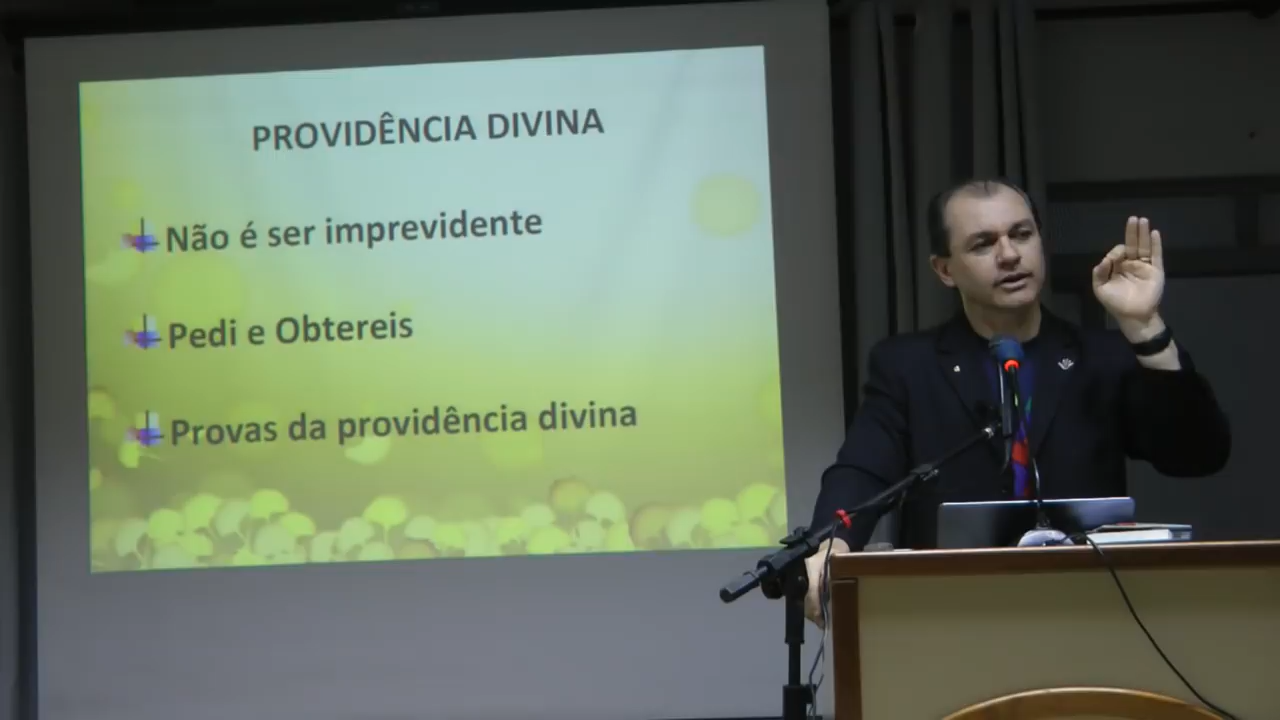 PROVIDÊNCIA DIVINA
Não é ser imprevidente
Pedi e Obtereis
Provas da providência divina